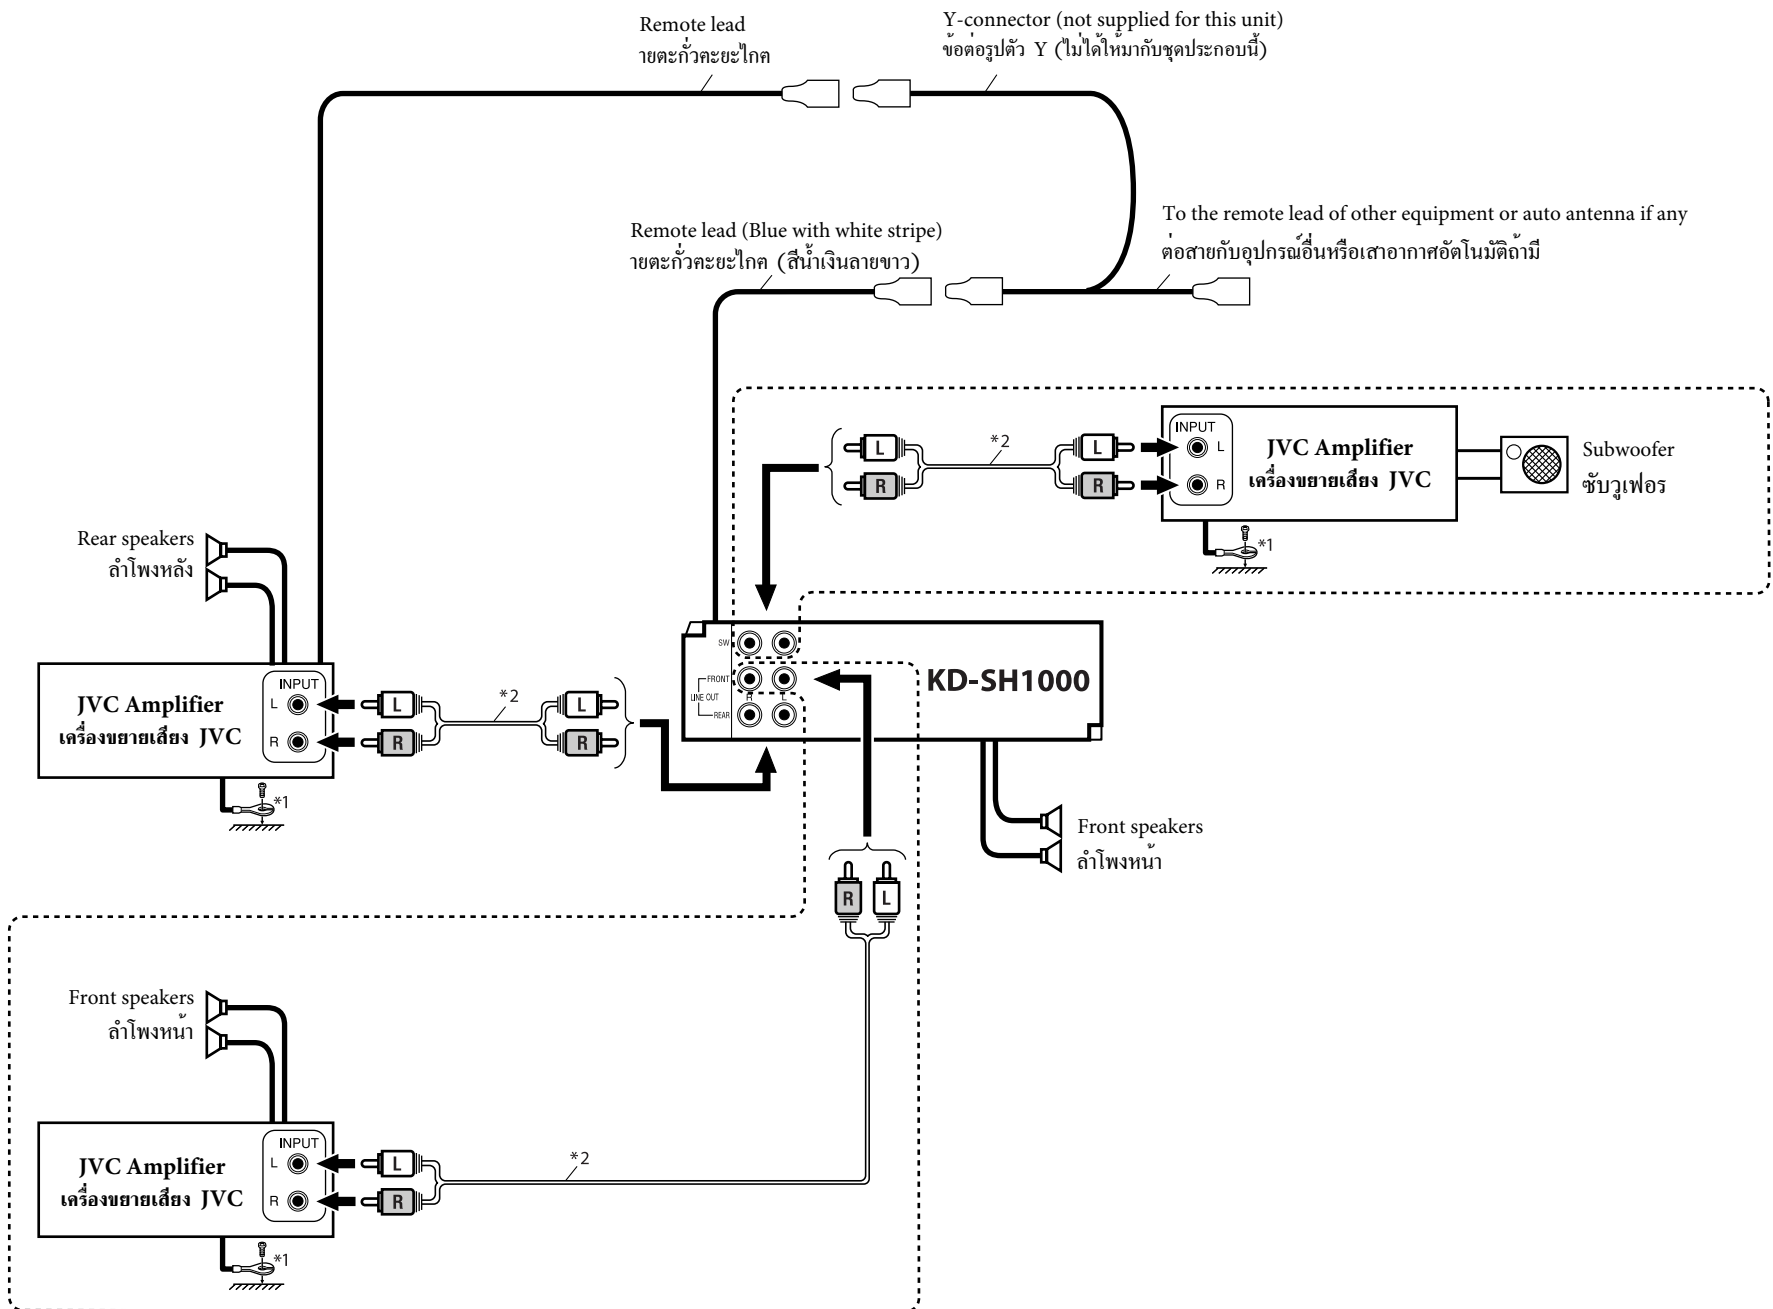 Remote lead
ายตะกั่วฅะยะไกฅ
Y-connector (not supplied for this unit)
ข้อต่อรูปตัว Y (ไม่ได้ให้มากับชุดประกอบนี้)
Remote lead (Blue with white stripe)
ายตะกั่วฅะยะไกฅ (สีน้ำเงินลายขาว)
To the remote lead of other equipment or auto antenna if any
ต่อสายกับอุปกรณ์อื่นหรือเสาอากาศอัตโนมัติถ้ามี
L
R
*2
L
R
INPUT
L
R
JVC Amplifier
เครื่องขยายเสียง JVC
Subwoofer
ซับวูเฟอร
*1
Rear speakers
ลำโพงหลัง
JVC Amplifier
เครื่องขยายเสียง JVC
INPUT
L
R
L
R
*2
L
R
*1
SW
FRONT
LINE OUT
R
L
REAR
KD-SH1000
Front speakers
ลำโพงหน้า
R
L
Front speakers
ลำโพงหน้า
JVC Amplifier
เครื่องขยายเสียง JVC
INPUT
L
R
L
R
*2
*1